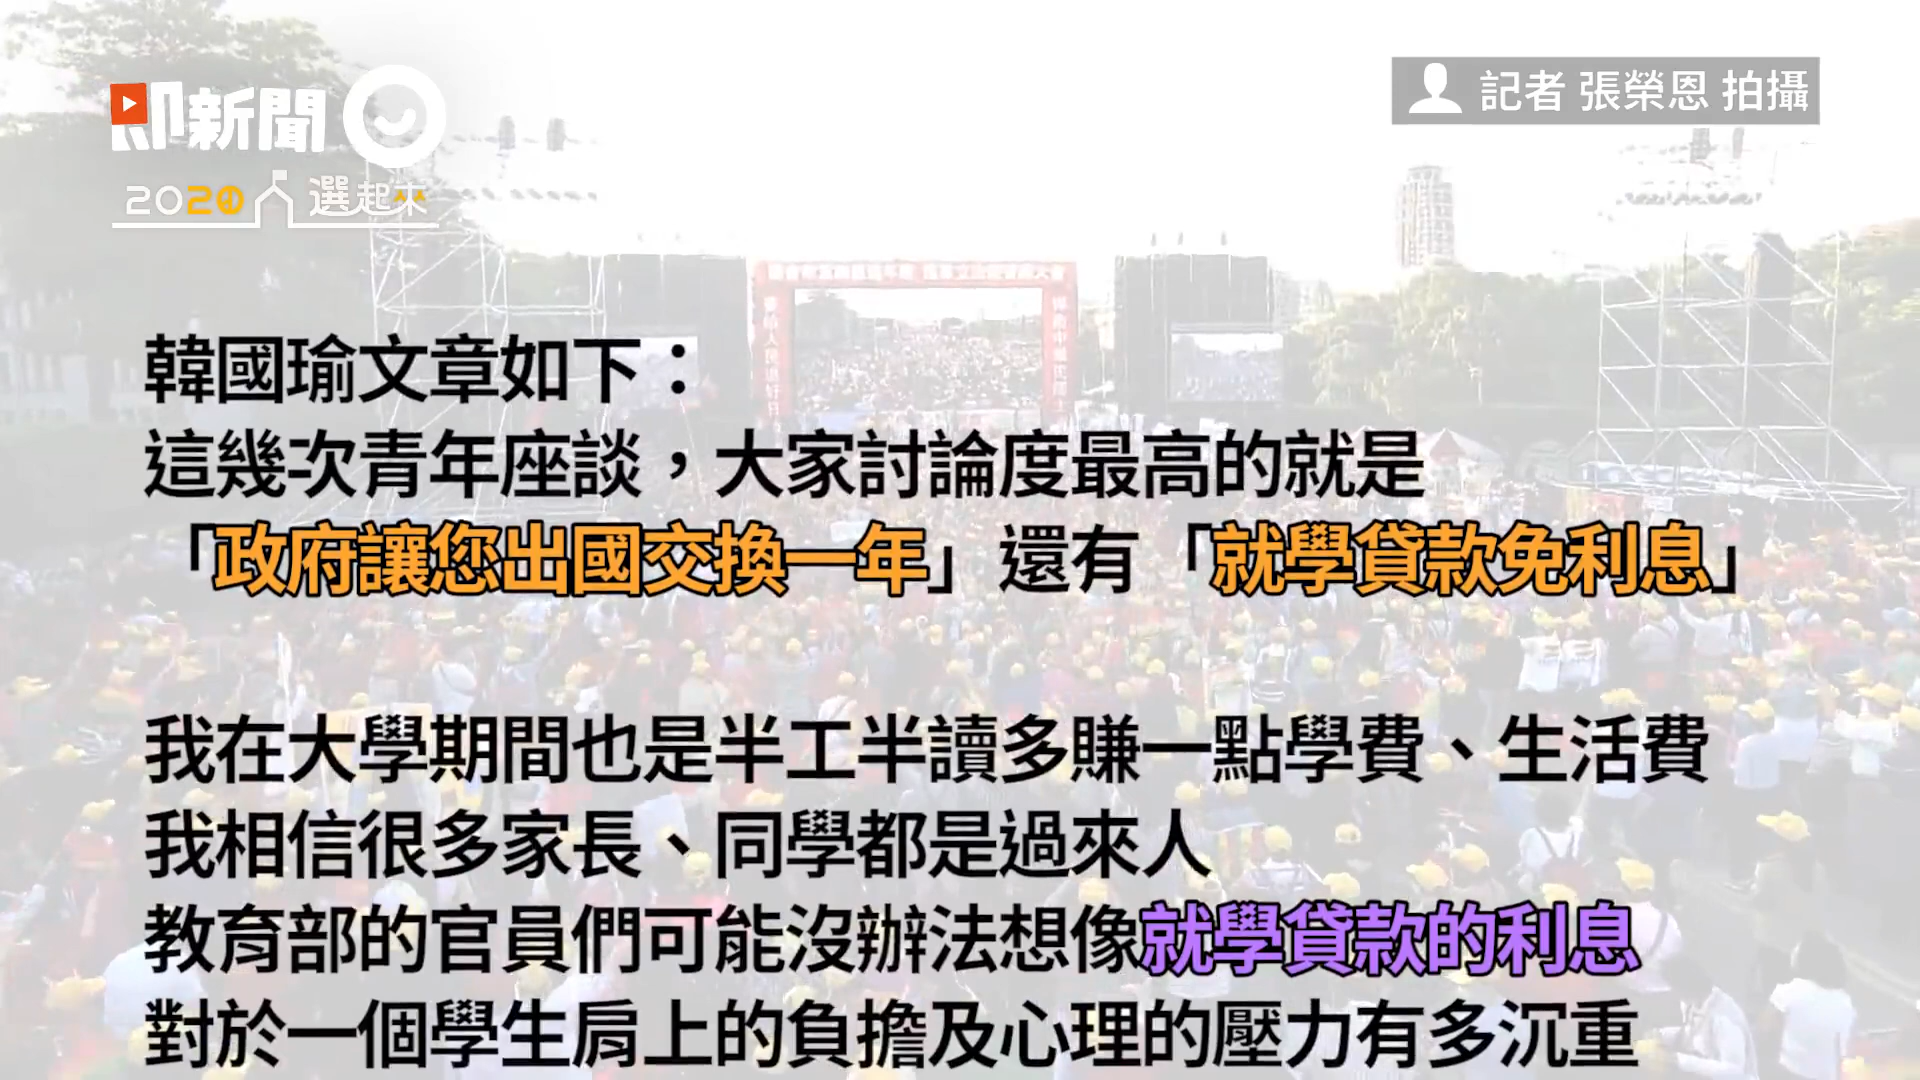 即新聞
2020 選起來
記者 張榮恩 拍攝
韓國瑜文章如下：
這幾次青年座談，大家討論度最高的就是
「政府讓您出國交換一年」還有「就學貸款免利息」
我在大學期間也是半工半讀多賺一點學費、生活費
我相信很多家長、同學都是過來人
教育部的官員們可能沒辦法想像就學貸款的利息
對於一個學生肩上的負擔及心理的壓力有多沉重